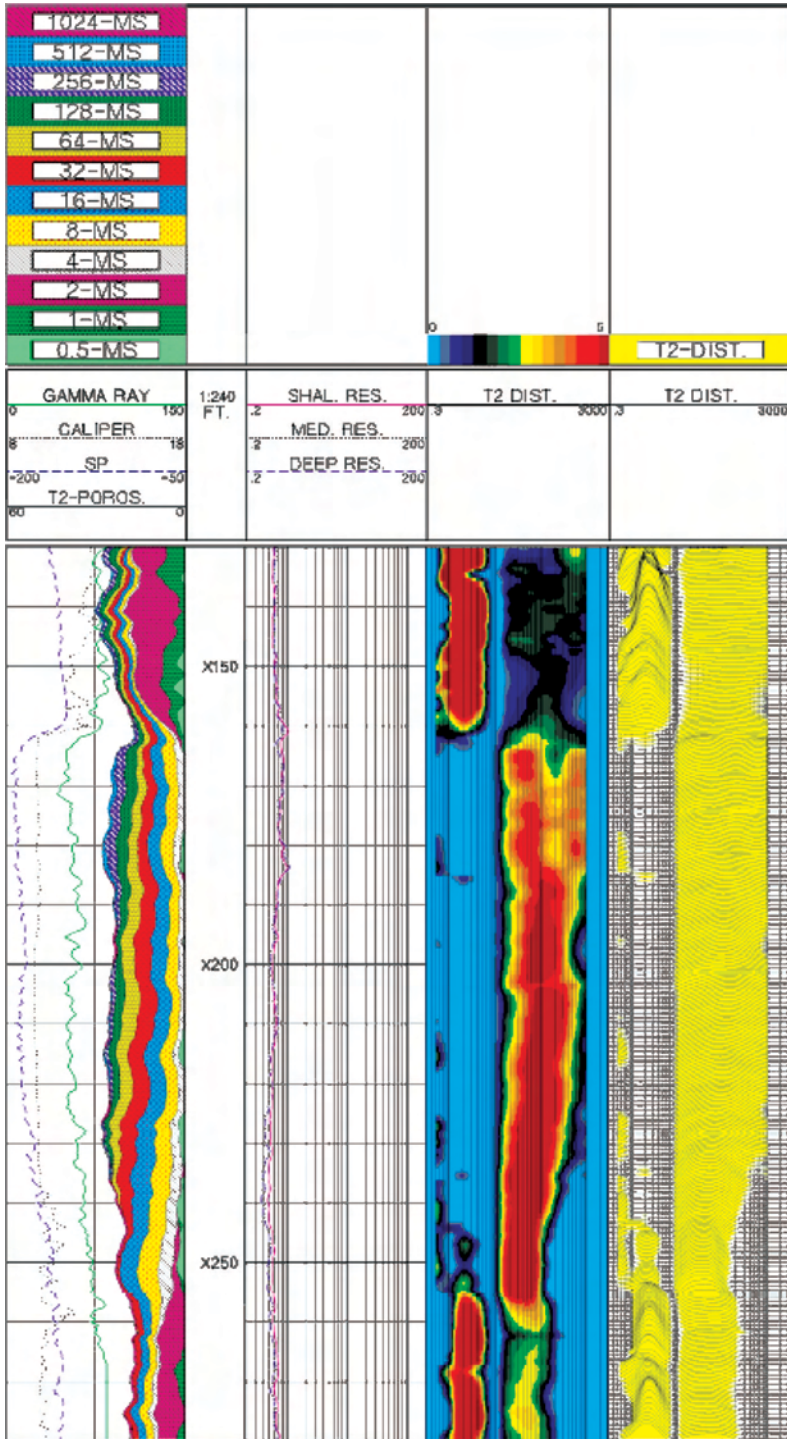 1024-MS
512-MS
256-MS
128-MS
64-MS
32-MS
16-MS
8-MS
4-MS
2-MS
1-MS
0.5-MS
0 5
T2-DIST.
GAMMA RAY
0 150
CALIPER
8 18
SP
-200 -50
T2-POROS.
60 0
1:240
FT.
SHAL. RES.
.2 200
MED. RES.
.2 200
DEEP RES.
.2 200
T2 DIST.
.3 3000
T2 DIST.
.3 3000
X150
X200
X250